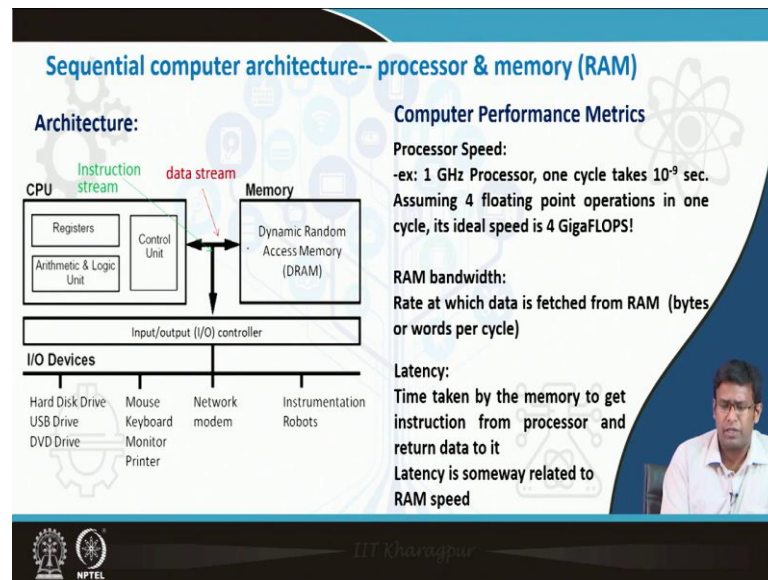 Sequential computer architecture-- processor & memory (RAM)
Architecture:
Instruction
stream
data stream
CPU
Memory
Registers
Arithmetic & Logic
Unit
Control
Unit
Dynamic Random
Access Memory
(DRAM)
Input/output (I/O) controller
I/O Devices
Hard Disk Drive
USB Drive
DVD Drive
Mouse
Keyboard
Monitor
Printer
Network
modem
Instrumentation
Robots
Computer Performance Metrics
Processor Speed:
-ex: 1 GHz Processor, one cycle takes 10⁻⁹ sec.
Assuming 4 floating point operations in one
cycle, its ideal speed is 4 GigaFLOPS!
RAM bandwidth:
Rate at which data is fetched from RAM (bytes
or words per cycle)
Latency:
Time taken by the memory to get
instruction from processor and
return data to it
Latency is someway related to
RAM speed
IIT Kharagpur
NPTEL